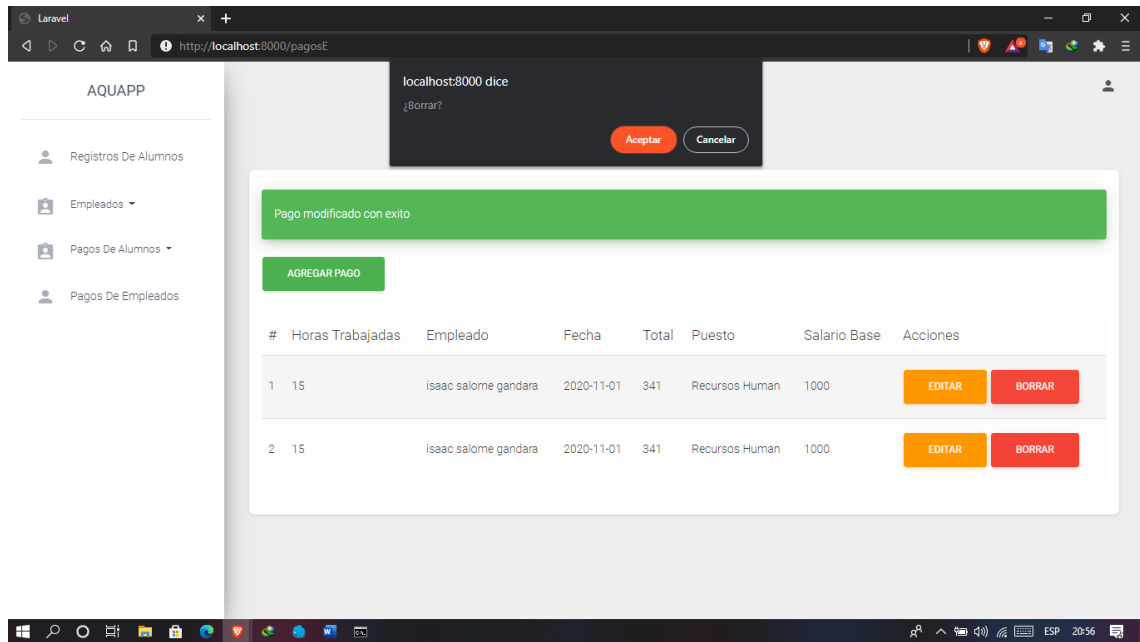 Laravel
http://localhost:8000/pagosE
AQUAPP
Registros De Alumnos
Empleados
Pagos De Alumnos
Pagos De Empleados
localhost:8000 dice
¿Borrar?
Aceptar Cancelar
Pago modificado con exito
AGREGAR PAGO
# Horas Trabajadas Empleado Fecha Total Puesto Salario Base Acciones
1 15 isaac salome gandara 2020-11-01 341 Recursos Human 1000 EDITAR BORRAR
2 15 isaac salome gandara 2020-11-01 341 Recursos Human 1000 EDITAR BORRAR
ESP 20:56